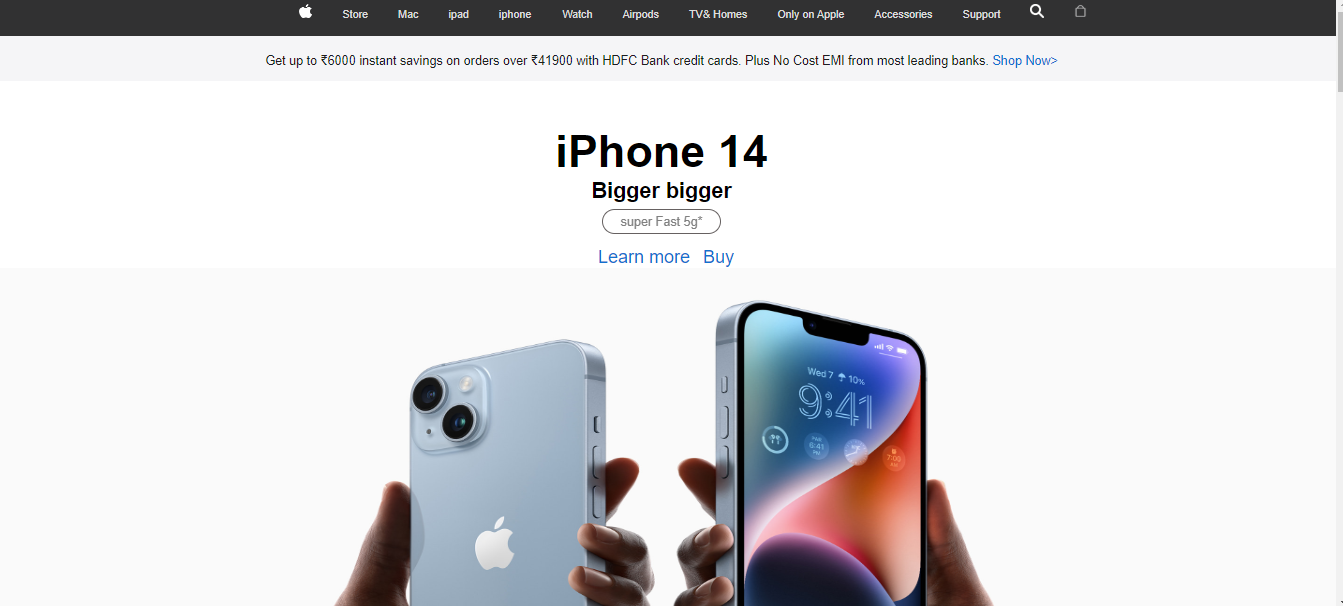 Store Mac ipad iphone Watch Airpods TV& Homes Only on Apple Accessories Support
Get up to ₹6000 instant savings on orders over ₹41900 with HDFC Bank credit cards. Plus No Cost EMI from most leading banks. Shop Now>
iPhone 14
Bigger bigger
super Fast 5g*
Learn more Buy
Wed 7 10%
9:41